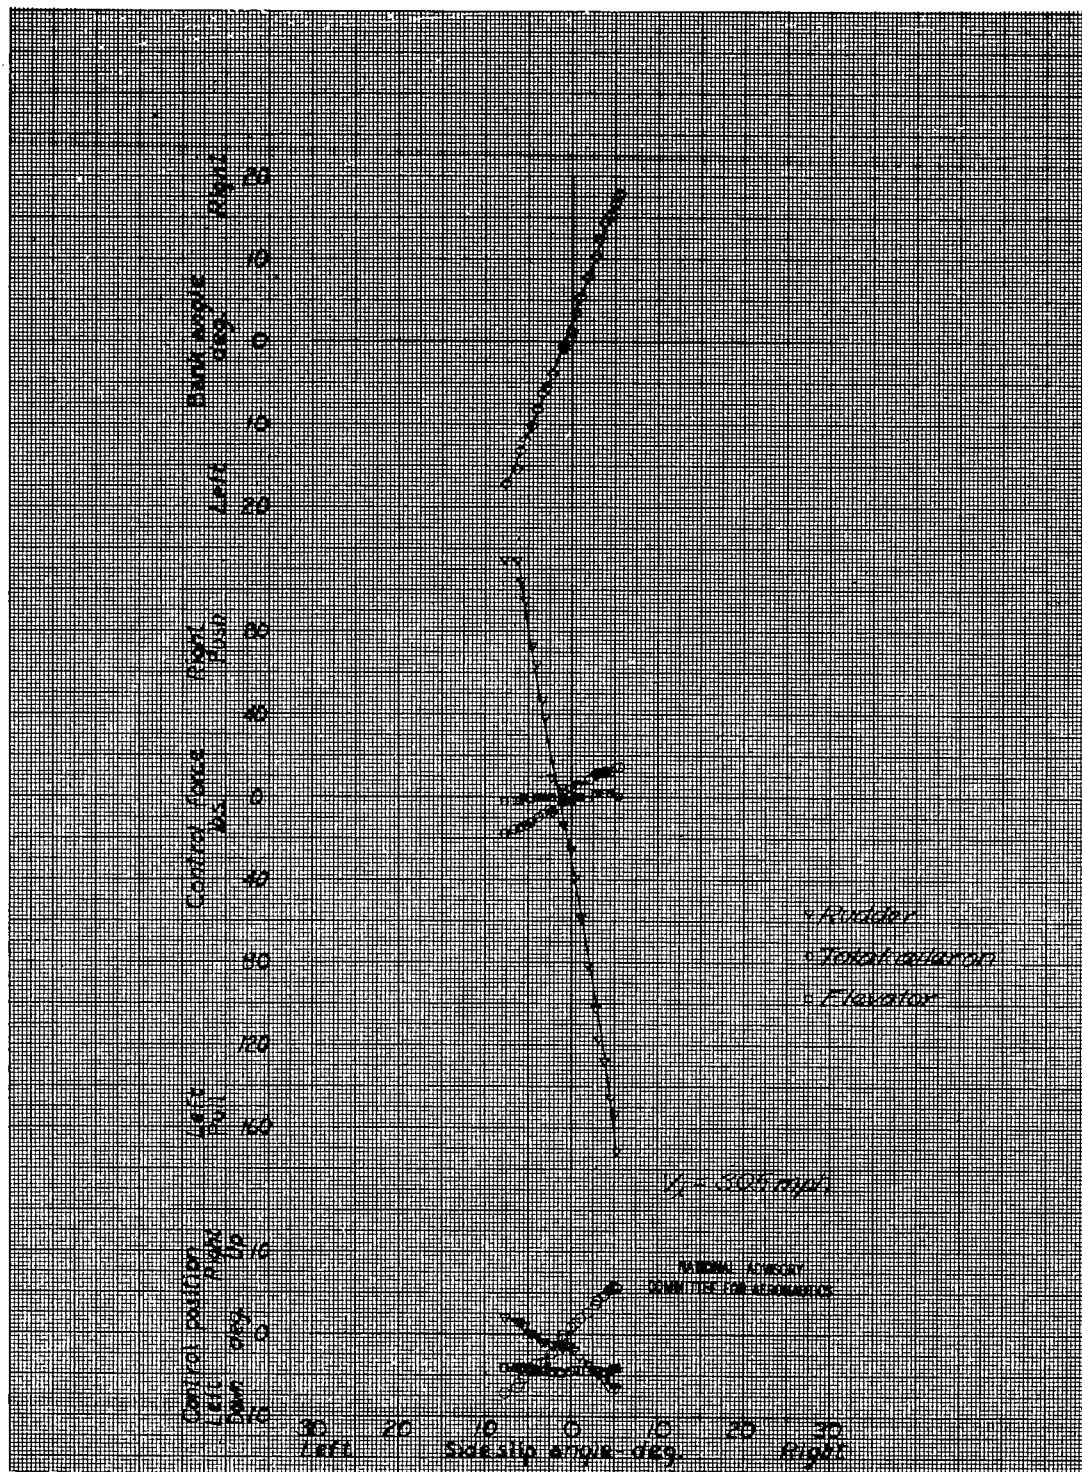 Right
20
10
0
10
20
Left
Bank angle
deg.
Right
Push
80
40
0
40
80
120
160
Control force
lbs.
Left
Pull
Rudder
Total aileron
Elevator
= 305 mph
NATIONAL ADVISORY
COMMITTEE FOR AERONAUTICS
Control position
deg.
Right
Up
10
0
10
Left
Down
30 20 10 0 10 20 30
Left Sideslip angle - deg. Right